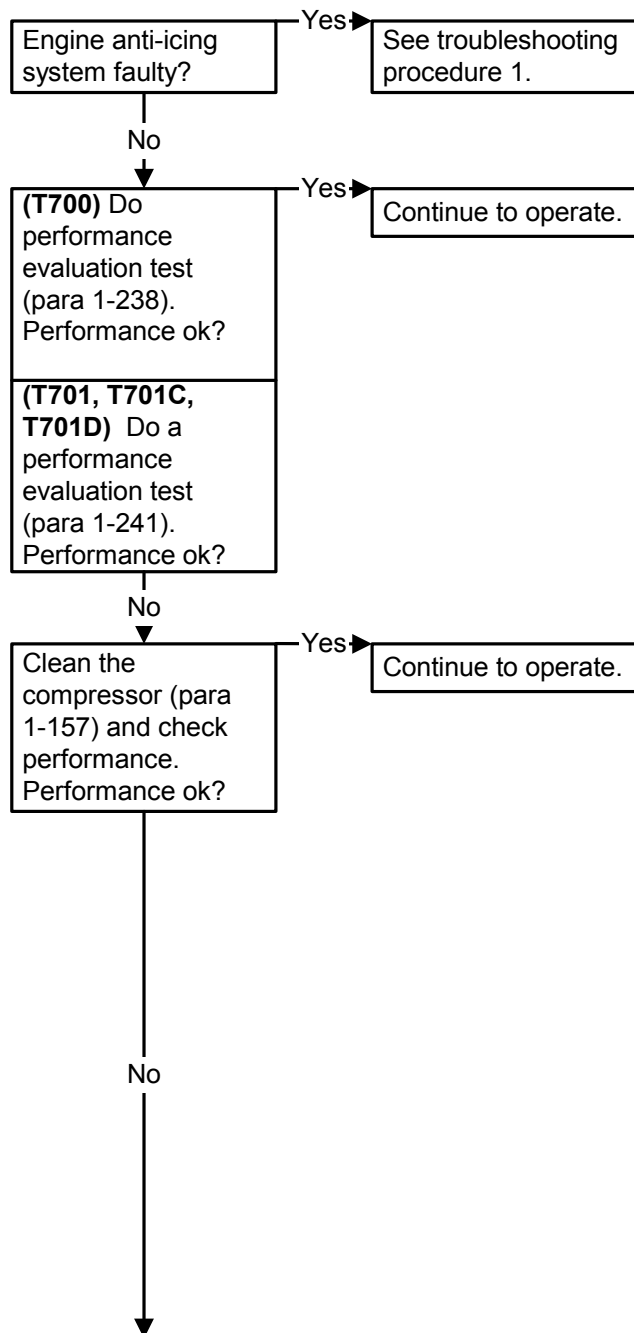 Engine anti-icing
system faulty?
Yes
See troubleshooting
procedure 1.
No
(T700) Do
performance
evaluation test
(para 1-238).
Performance ok?
Yes
Continue to operate.
(T701, T701C,
T701D) Do a
performance
evaluation test
(para 1-241).
Performance ok?
No
Clean the
compressor (para
1-157) and check
performance.
Performance ok?
Yes
Continue to operate.
No